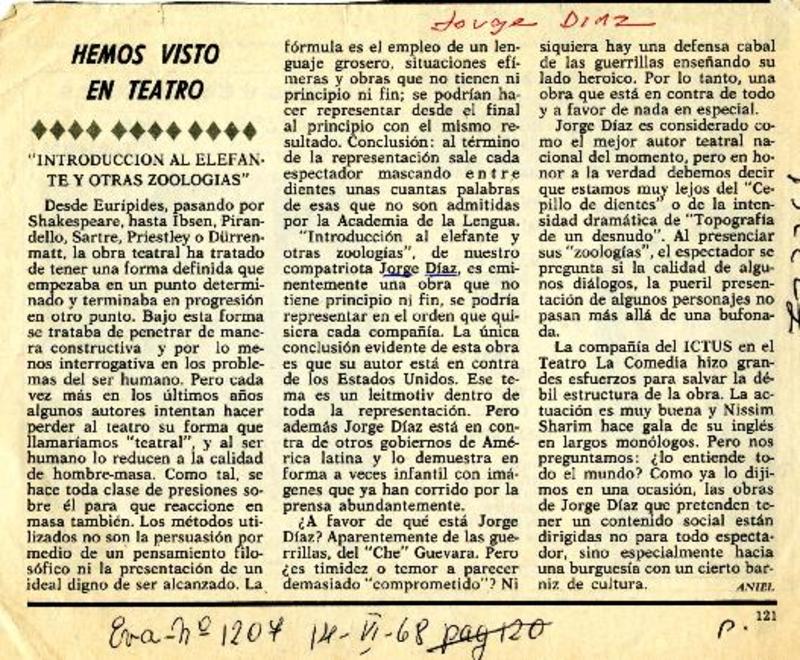 Jorge Diaz
HEMOS VISTO
EN TEATRO
"INTRODUCCION AL ELEFAN-
TE Y OTRAS ZOOLOGIAS"
Desde Eurípides, pasando por
Shakespeare, hasta Ibsen, Piran-
dello, Sartre, Priestley o Dürren-
matt, la obra teatral ha tratado
de tener una forma definida que
empezaba en un punto determi-
nado y terminaba en progresión
en otro punto. Bajo esta forma
se trataba de penetrar de mane-
ra constructiva y por lo me-
nos interrogativa en los proble-
mas del ser humano. Pero cada
vez más en los últimos años
algunos autores intentan hacer
perder al teatro su forma que
llamaríamos "teatral", y al ser
humano lo reducen a la calidad
de hombre-masa. Como tal, se
hace toda clase de presiones so-
bre él para que reaccione en
masa también. Los métodos uti-
lizados no son la persuasión por
medio de un pensamiento filo-
sófico ni la presentación de un
ideal digno de ser alcanzado. La
fórmula es el empleo de un len-
guaje grosero, situaciones efí-
meras y obras que no tienen ni
principio ni fin; se podrían ha-
cer representar desde el final
al principio con el mismo re-
sultado. Conclusión: al término
de la representación sale cada
espectador mascando entre
dientes unas cuantas palabras
de esas que no son admitidas
por la Academia de la Lengua.
"Introducción al elefante y
otras zoologías", de nuestro
compatriota Jorge Díaz, es emi-
nentemente una obra que no
tiene principio ni fin, se podría
representar en el orden que qui-
siera cada compañía. La única
conclusión evidente de esta obra
es que su autor está en contra
de los Estados Unidos. Ese te-
ma es un leitmotiv dentro de
toda la representación. Pero
además Jorge Díaz está en con-
tra de otros gobiernos de Amé-
rica latina y lo demuestra en
forma a veces infantil con imá-
genes que ya han corrido por la
prensa abundantemente.
¿A favor de qué está Jorge
Díaz? Aparentemente de las gue-
rrillas, del "Che" Guevara. Pero
¿es timidez o temor a parecer
demasiado "comprometido"? Ni
siquiera hay una defensa cabal
de las guerrillas enseñando su
lado heroico. Por lo tanto, una
obra que está en contra de todo
y a favor de nada en especial.
Jorge Díaz es considerado co-
mo el mejor autor teatral na-
cional del momento, pero en ho-
nor a la verdad debemos decir
que estamos muy lejos del "Ce-
pillo de dientes" o de la inten-
sidad dramática de "Topografía
de un desnudo". Al presenciar
sus "zoologías", el espectador se
pregunta si la calidad de algu-
nos diálogos, la pueril presen-
tación de algunos personajes no
pasan más allá de una bufona-
da.
La compañía del ICTUS en el
Teatro La Comedia hizo gran-
des esfuerzos para salvar la dé-
bil estructura de la obra. La ac-
tuación es muy buena y Nissim
Sharim hace gala de su inglés
en largos monólogos. Pero nos
preguntamos: ¿lo entiende to-
do el mundo? Como ya lo diji-
mos en una ocasión, las obras
de Jorge Díaz que pretenden te-
ner un contenido social están
dirigidas no para todo especta-
dor, sino especialmente hacia
una burguesía con un cierto bar-
niz de cultura.
ANIEL
121
Eva-Nº 1207 14-VI-68 pag 120 p.